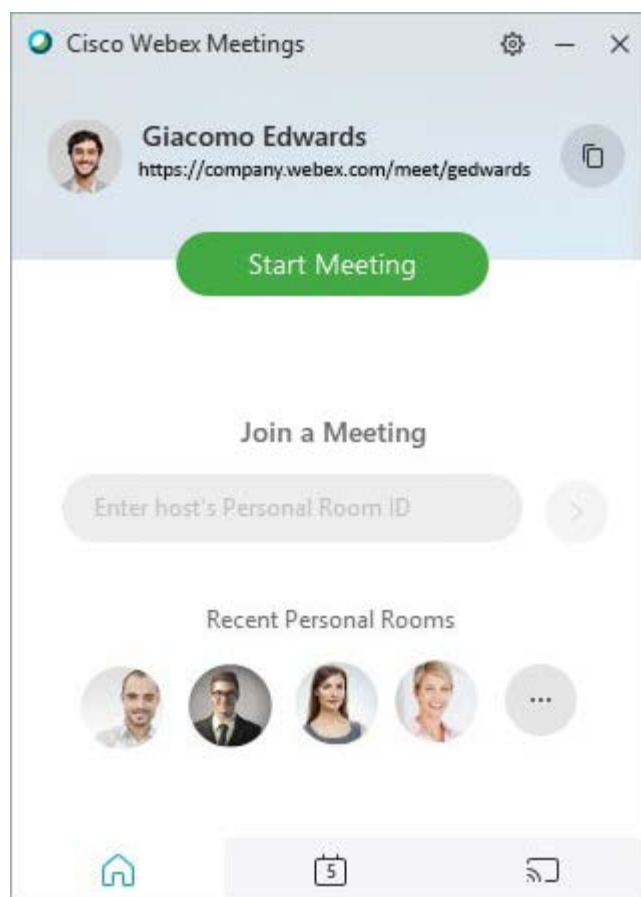 Cisco Webex Meetings
Giacomo Edwards
https://company.webex.com/meet/gedwards
Start Meeting
Join a Meeting
Enter host's Personal Room ID
Recent Personal Rooms
5